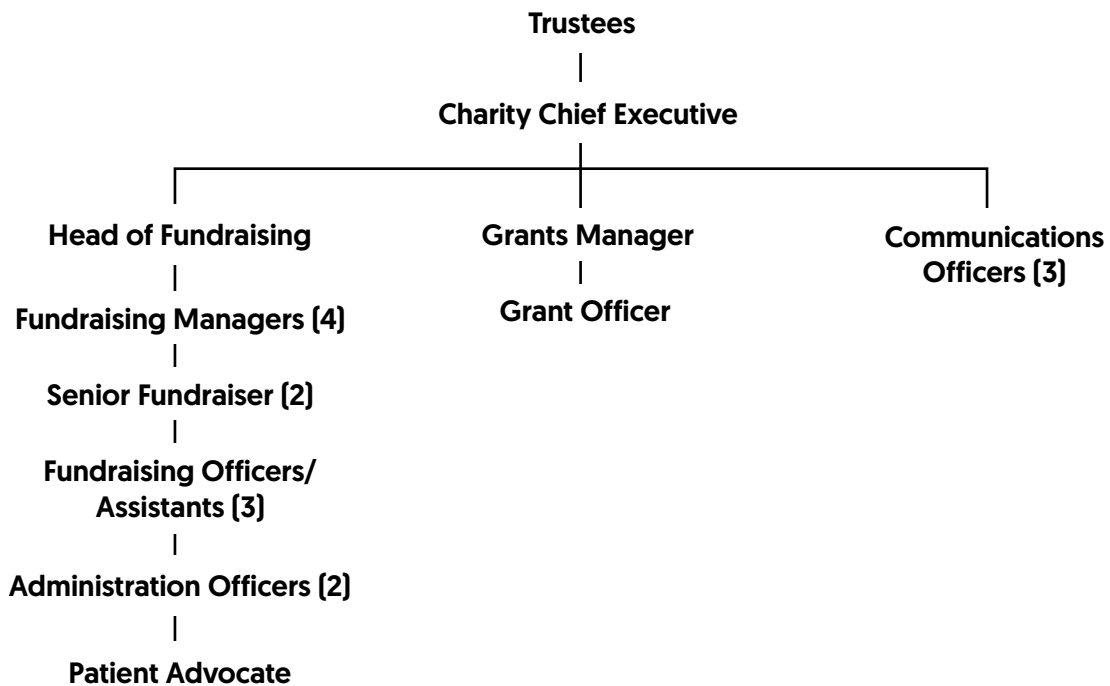 Trustees
Charity Chief Executive
Head of Fundraising
Grants Manager
Communications
Officers (3)
Fundraising Managers (4)
Grant Officer
Senior Fundraiser (2)
Fundraising Officers/
Assistants (3)
Administration Officers (2)
Patient Advocate